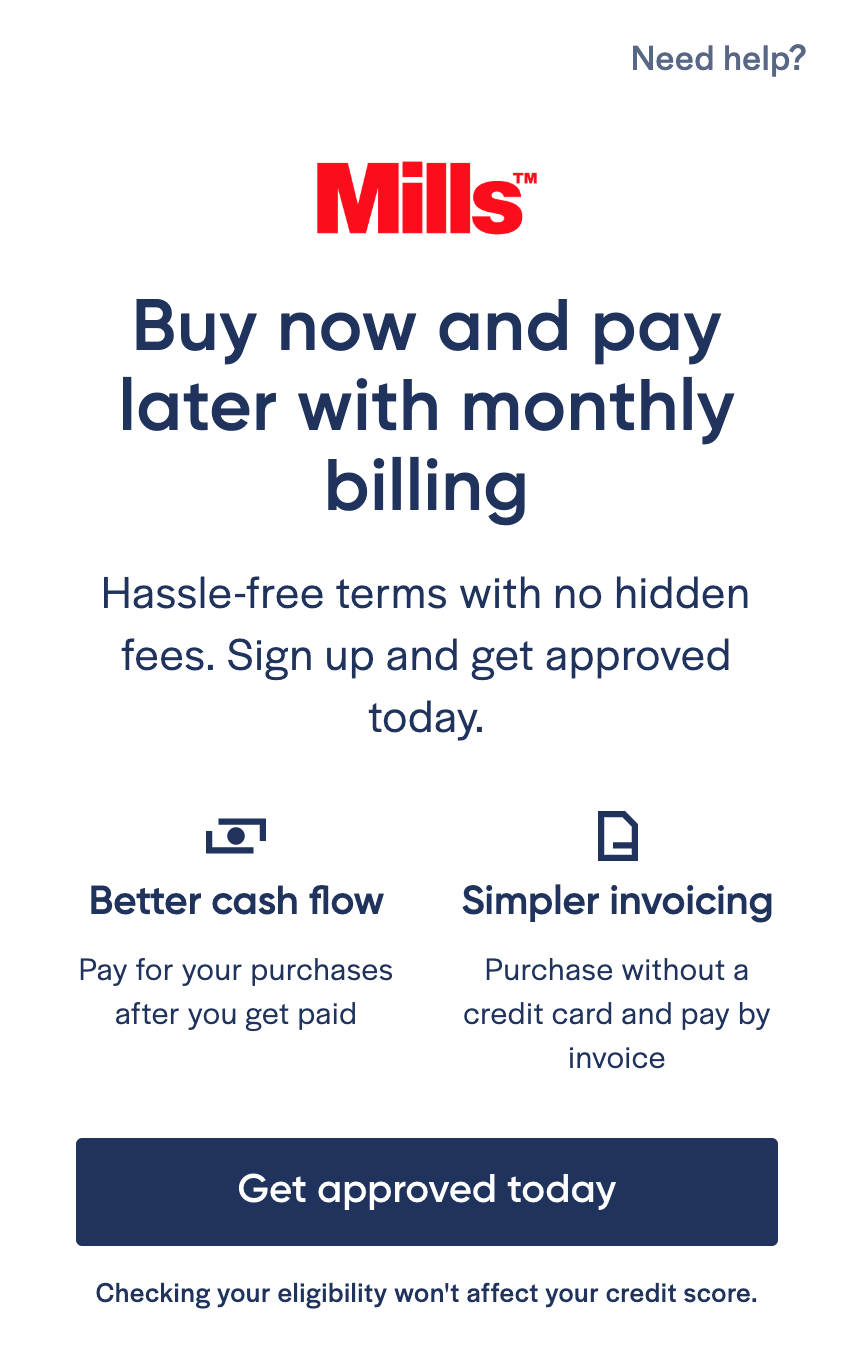 Need help?
Mills™
Buy now and pay
later with monthly
billing
Hassle-free terms with no hidden
fees. Sign up and get approved
today.
Better cash flow
Pay for your purchases
after you get paid
Simpler invoicing
Purchase without a
credit card and pay by
invoice
Get approved today
Checking your eligibility won't affect your credit score.